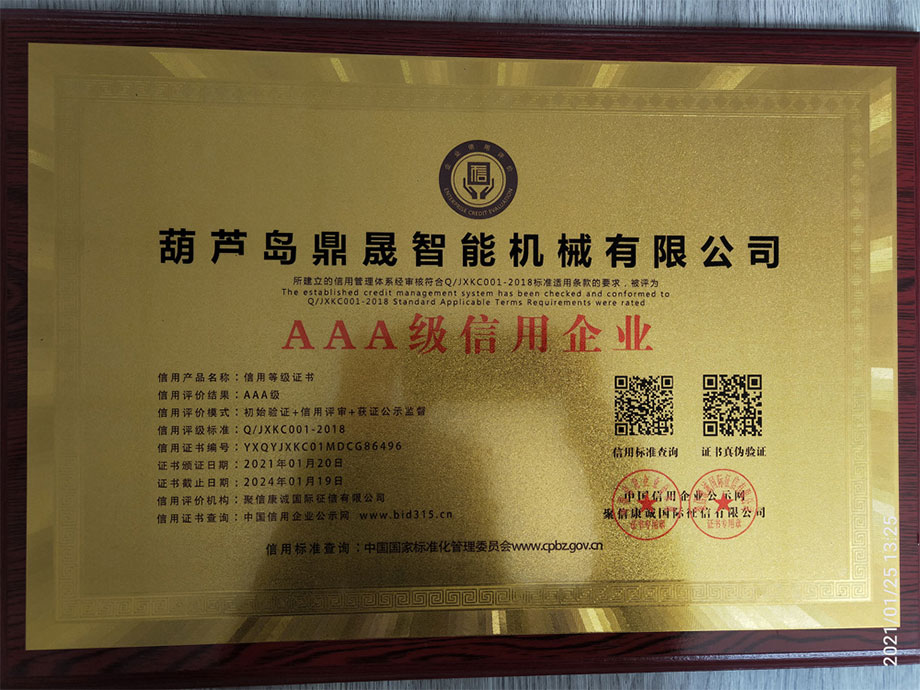 企业信用评价
ENTERPRISE CREDIT EVALUATION
信
葫芦岛鼎晟智能机械有限公司
所建立的信用管理体系经审核符合Q/JXKC001-2018标准适用条款的要求，被评为
The established credit management system has been checked and conformed to
Q/JXKC001-2018 Standard Applicable Terms Requirements were rated
AAA级信用企业
信用产品名称：信用等级证书
信用评价结果：AAA级
信用评价模式：初始验证+信用评审+获证公示监督
信用评级标准：Q/JXKC001-2018
信用证书编号：YXQYJXKC01MDCG86496
证书颁证日期：2021年01月20日
证书截止日期：2024年01月19日
信用评价机构：聚信康诚国际征信有限公司
信用证书查询：中国信用企业公示网 www.bid315.cn
信用标准查询：中国国家标准化管理委员会www.cpbz.gov.cn
信用标准查询
证书真伪验证
中国信用企业公示网
聚信康诚国际征信有限公司
证书专用章
证书专用章
2021/01/25 13:25